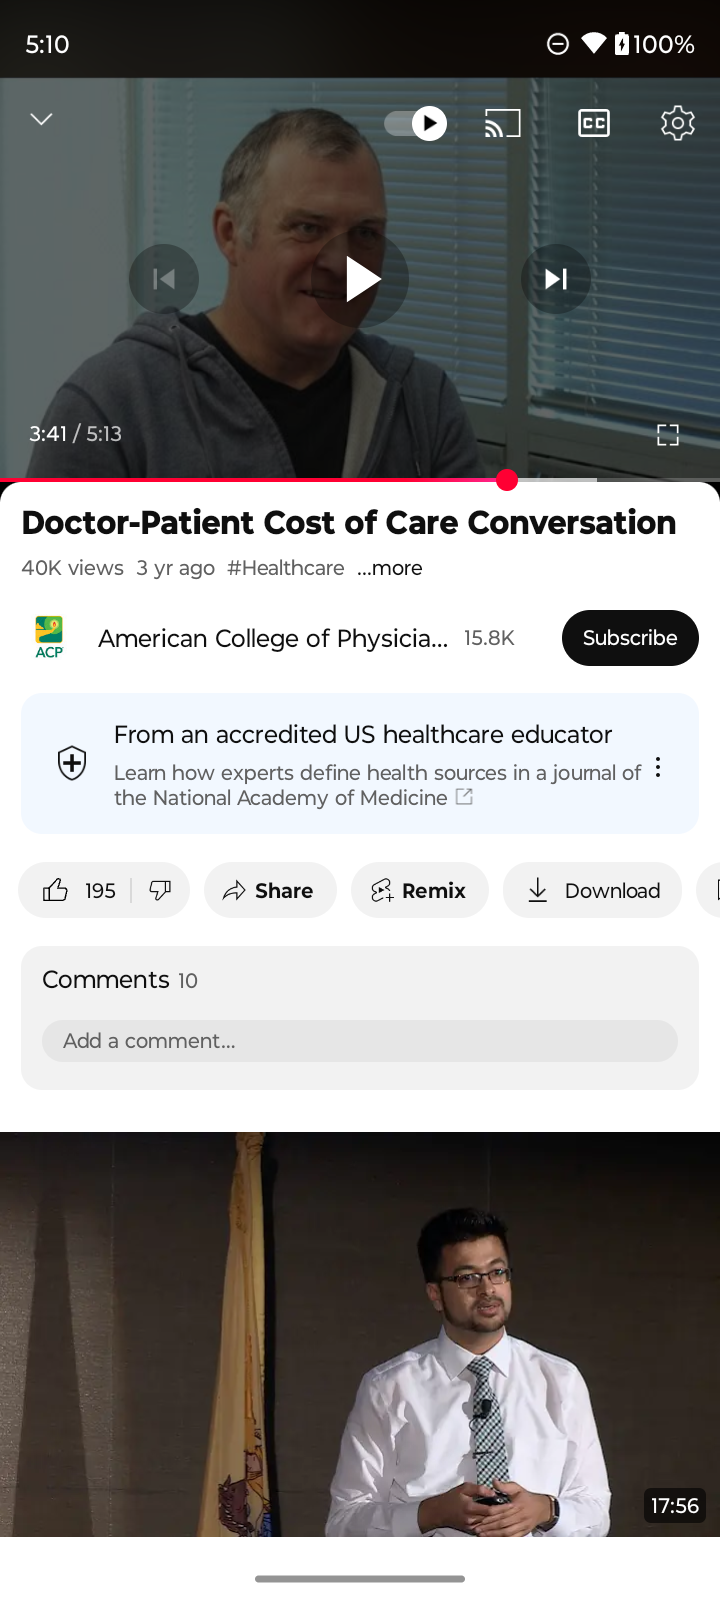 5:10
100%
CC
3:41 / 5:13
Doctor-Patient Cost of Care Conversation
40K views 3 yr ago #Healthcare ...more
ACP
American College of Physicia... 15.8K
Subscribe
From an accredited US healthcare educator
Learn how experts define health sources in a journal of
the National Academy of Medicine
195
Share
Remix
Download
Comments 10
Add a comment...
17:56